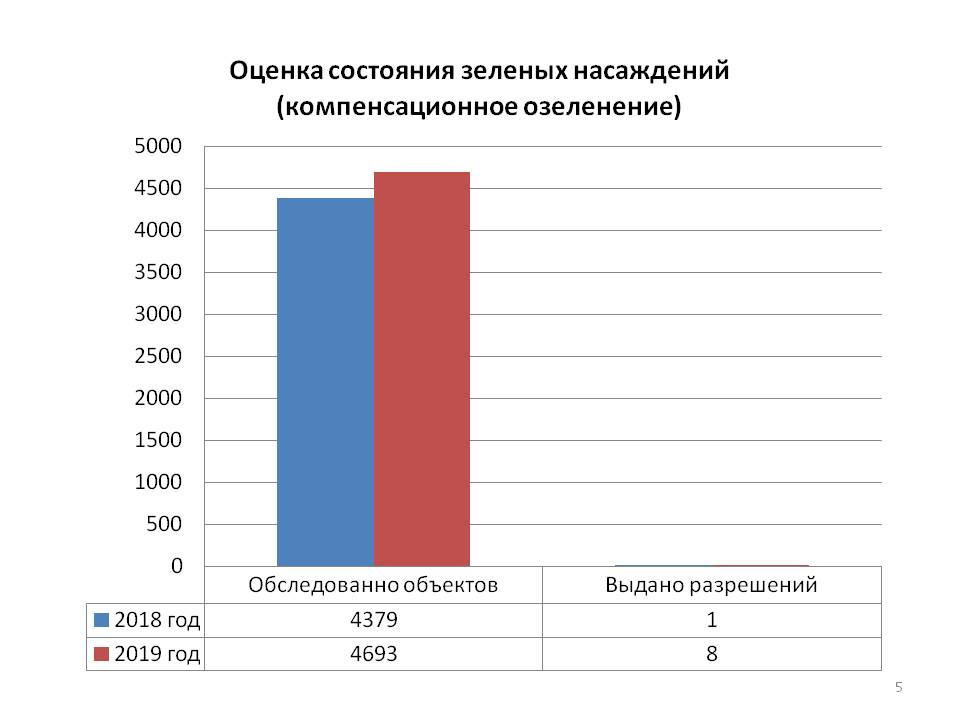 Оценка состояния зеленых насаждений
(компенсационное озеленение)
5000
4500
4000
3500
3000
2500
2000
1500
1000
500
0
Обследованно объектов Выдано разрешений
2018 год 4379 1
2019 год 4693 8
5